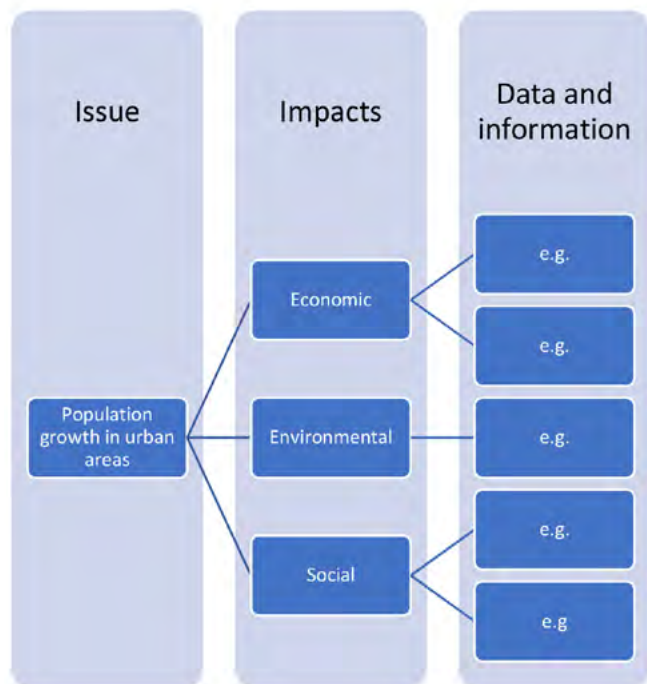 Issue
Impacts
Data and
information
Population
growth in urban
areas
Economic
Environmental
Social
e.g.
e.g.
e.g.
e.g.
e.g